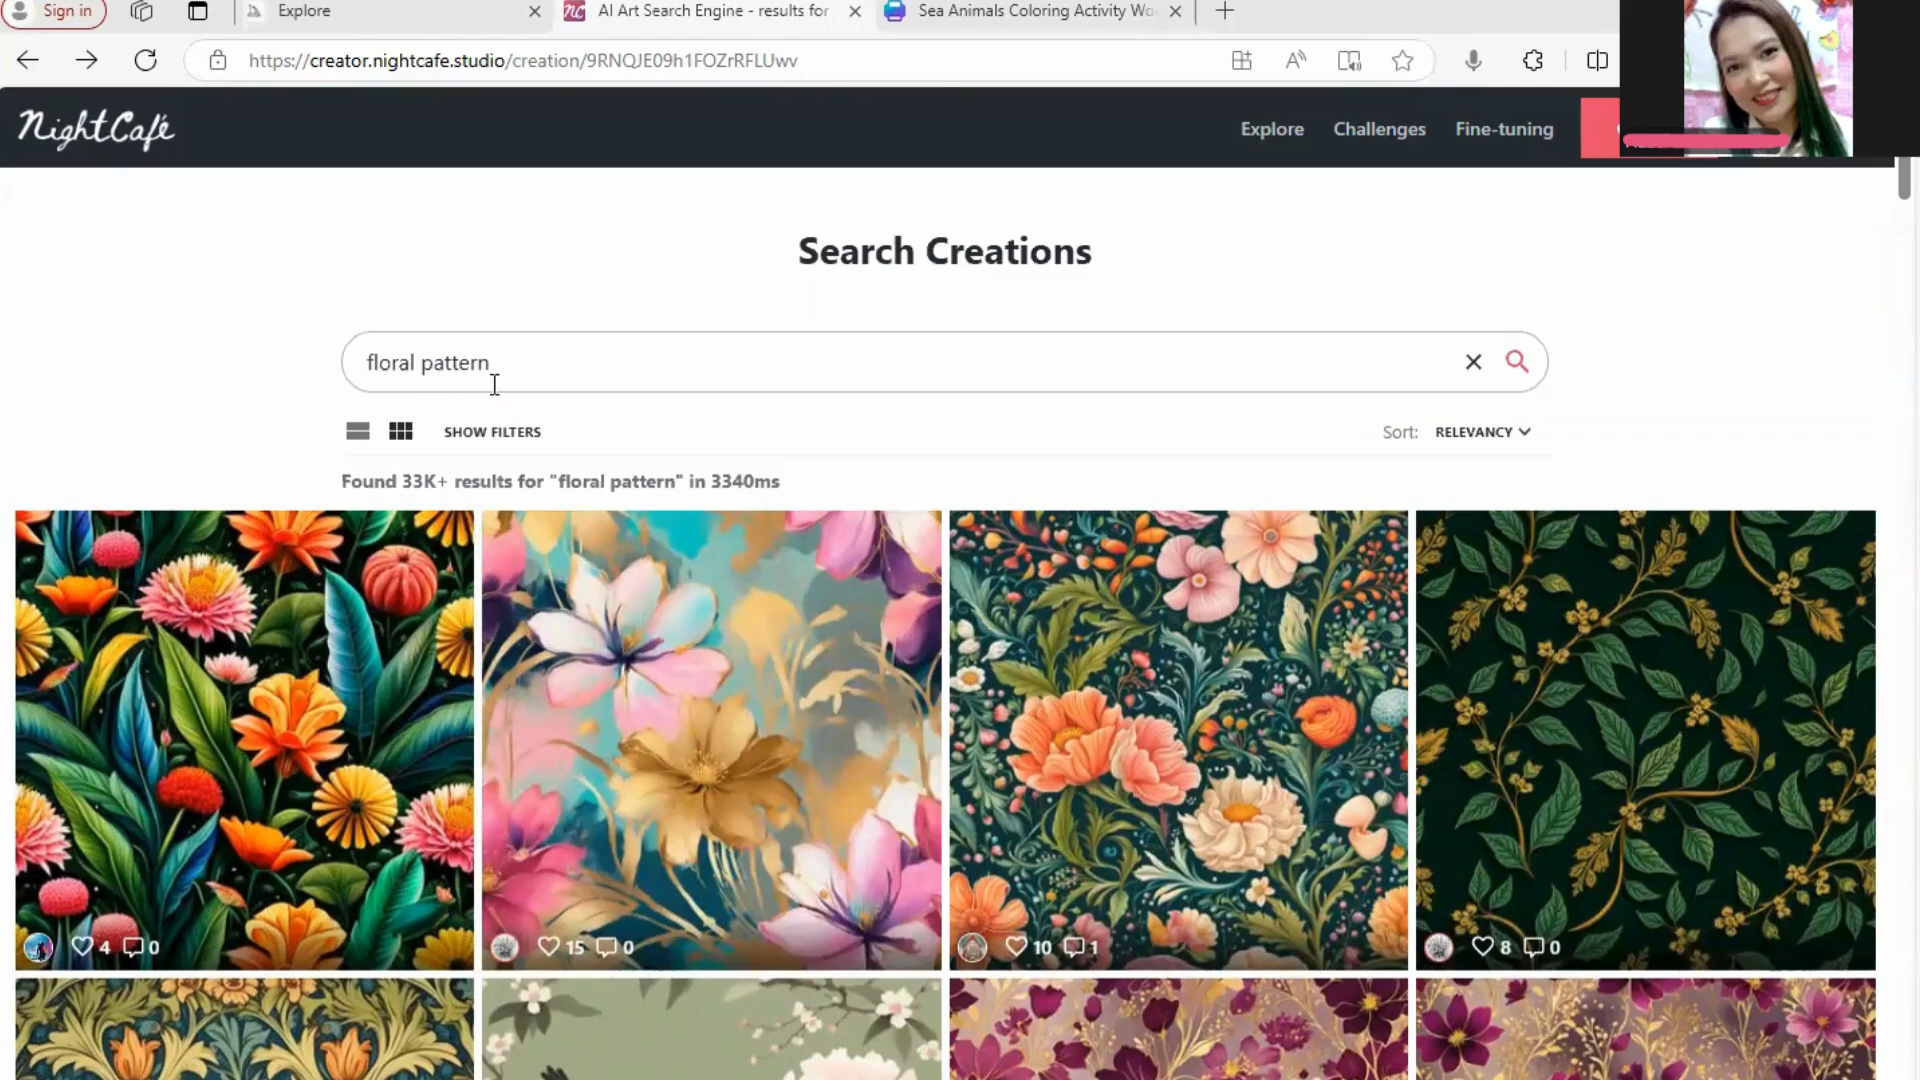 Sign in
Explore
AI Art Search Engine - results for
Sea Animals Coloring Activity Wo
https://creator.nightcafe.studio/creation/9RNQJE09h1FOZrRFLUwv
NightCafé
Explore
Challenges
Fine-tuning
Search Creations
floral pattern
SHOW FILTERS
Sort: RELEVANCY
Found 33K+ results for "floral pattern" in 3340ms
4 0
15 0
10 1
8 0